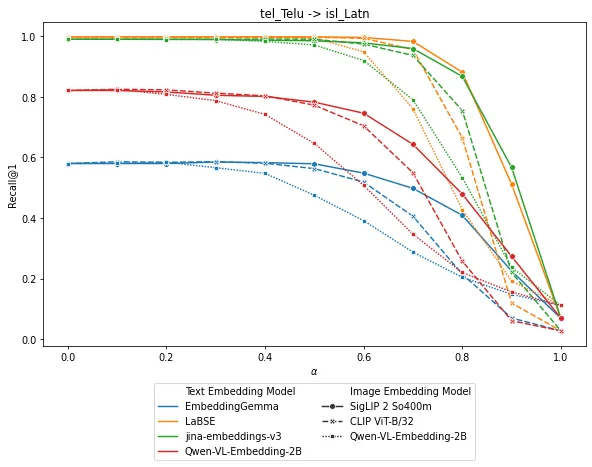 tel_Telu -> isl_Latn
Recall@1
1.0
0.8
0.6
0.4
0.2
0.0
0.0 0.2 0.4 0.6 0.8 1.0
α
Text Embedding Model
EmbeddingGemma
LaBSE
jina-embeddings-v3
Qwen-VL-Embedding-2B
Image Embedding Model
SigLIP 2 So400m
CLIP ViT-B/32
Qwen-VL-Embedding-2B